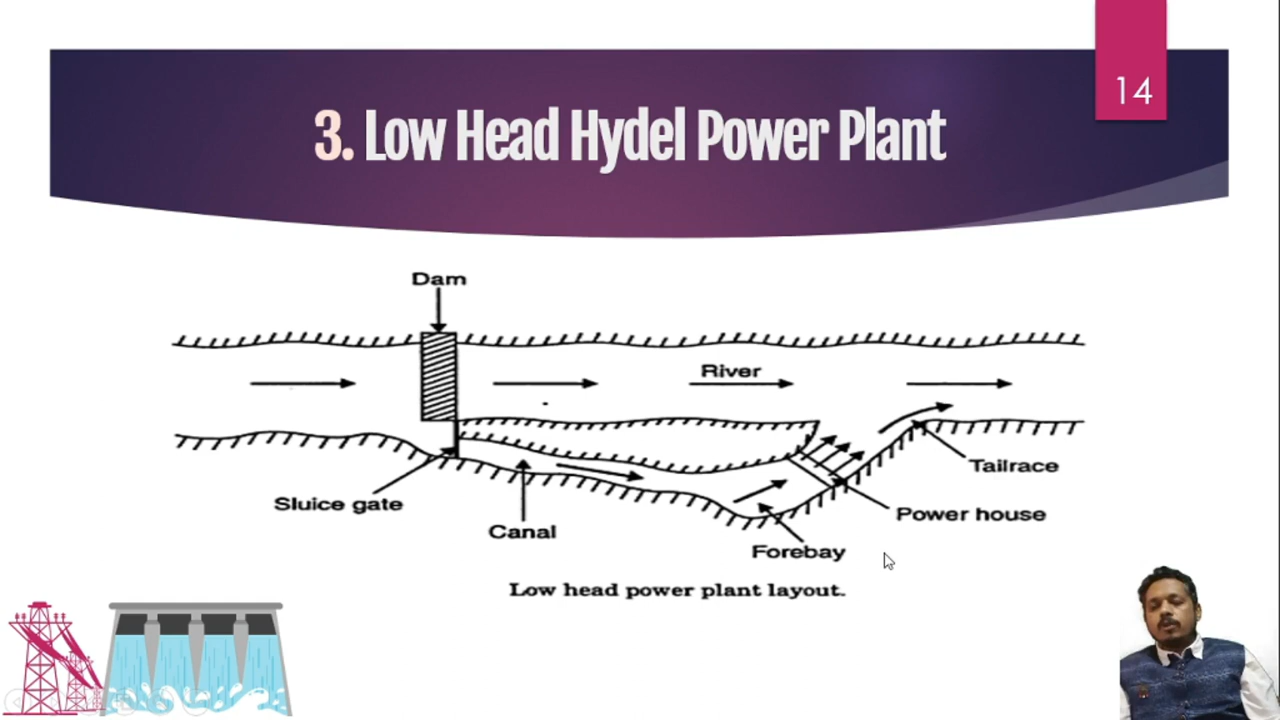 14
3. Low Head Hydel Power Plant
Dam
River
Tailrace
Sluice gate
Power house
Canal
Forebay
Low head power plant layout.